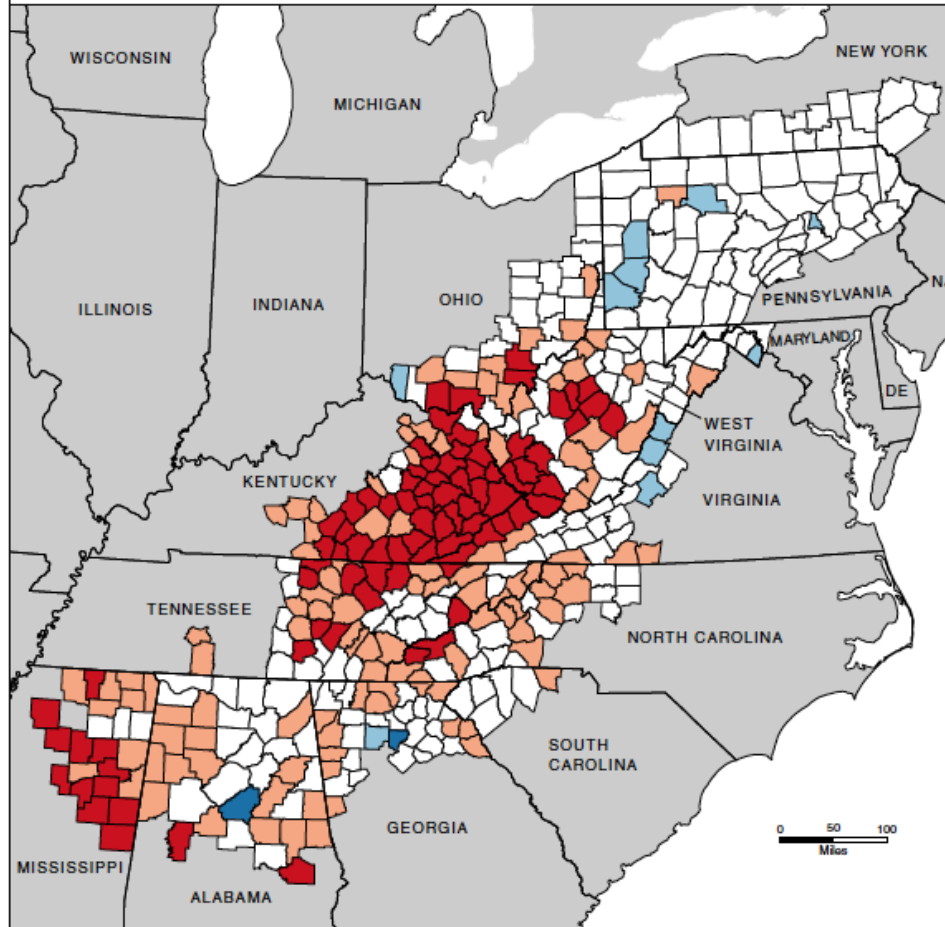 WISCONSIN
NEW YORK
MICHIGAN
ILLINOIS
INDIANA
OHIO
PENNSYLVANIA
N
MARYLAND
DE
WEST
VIRGINIA
KENTUCKY
VIRGINIA
TENNESSEE
NORTH CAROLINA
SOUTH
CAROLINA
GEORGIA
0 50 100
Miles
MISSISSIPPI
ALABAMA